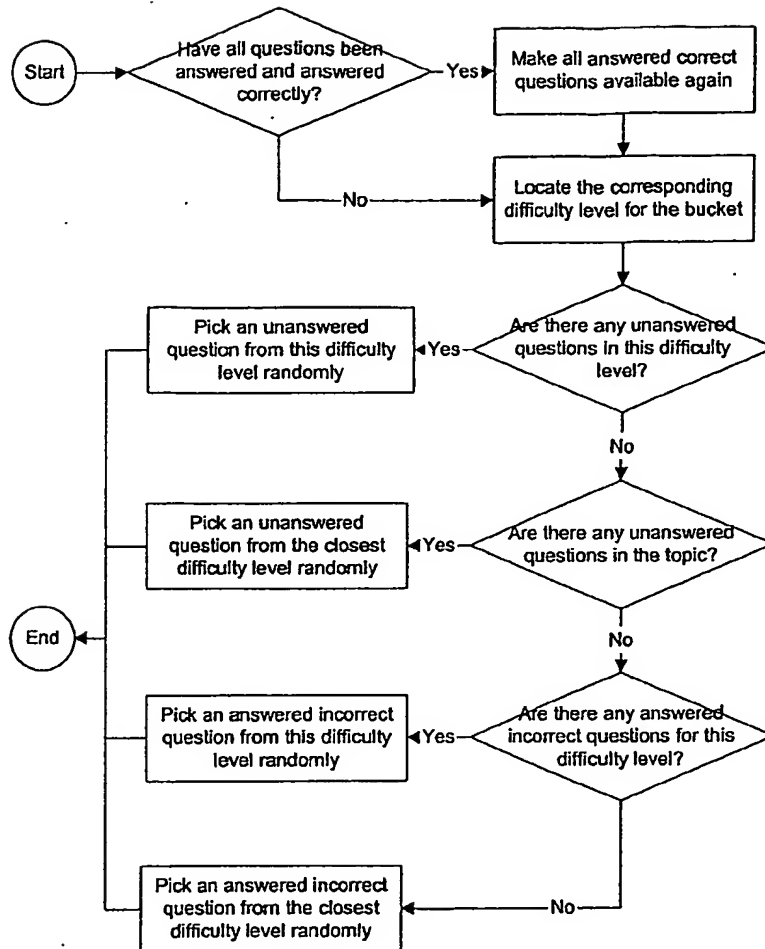 Start
Have all questions been
answered and answered
correctly?
Yes
Make all answered correct
questions available again
No
Locate the corresponding
difficulty level for the bucket
Are there any unanswered
questions in this difficulty
level?
Yes
Pick an unanswered
question from this difficulty
level randomly
No
Are there any unanswered
questions in the topic?
Yes
Pick an unanswered
question from the closest
difficulty level randomly
End
No
Are there any answered
incorrect questions for this
difficulty level?
Yes
Pick an answered incorrect
question from this difficulty
level randomly
No
Pick an answered incorrect
question from the closest
difficulty level randomly